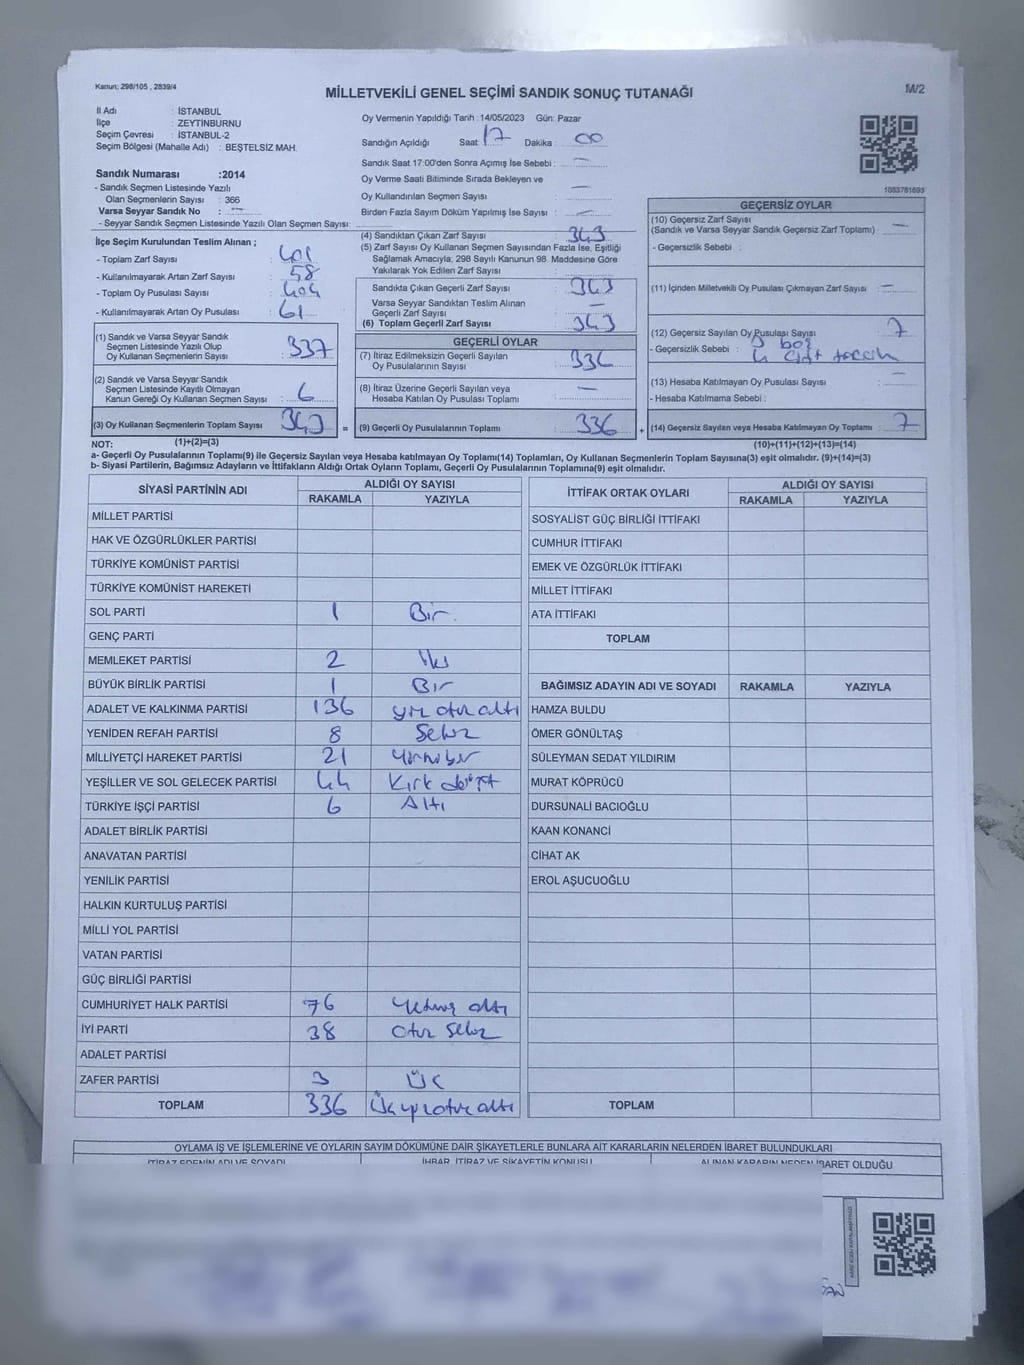 Kanun: 298/105 , 2839/4
MİLLETVEKİLİ GENEL SEÇİMİ SANDIK SONUÇ TUTANAĞI
M/2
İl Adı : İSTANBUL
İlçe : ZEYTİNBURNU
Seçim Çevresi : İSTANBUL-2
Seçim Bölgesi (Mahalle Adı) : BEŞTELSİZ MAH.
Sandık Numarası :2014
- Sandık Seçmen Listesinde Yazılı
Olan Seçmenlerin Sayısı : 366
Varsa Seyyar Sandık No : —
- Seyyar Sandık Seçmen Listesinde Yazılı Olan Seçmen Sayısı:
Oy Vermenin Yapıldığı Tarih :14/05/2023 Gün: Pazar
Sandığın Açıldığı Saat : 17 Dakika : 00
Sandık Saat 17:00'den Sonra Açımış İse Sebebi : —
Oy Verme Saati Bitiminde Sırada Bekleyen ve
Oy Kullandırılan Seçmen Sayısı : —
Birden Fazla Sayım Döküm Yapılmış İse Sayısı : —
1083781693
İlçe Seçim Kurulundan Teslim Alınan ;
- Toplam Zarf Sayısı : 401
- Kullanılmayarak Artan Zarf Sayısı : 58
- Toplam Oy Pusulası Sayısı : 404
- Kullanılmayarak Artan Oy Pusulası : 61
(1) Sandık ve Varsa Seyyar Sandık
Seçmen Listesinde Yazılı Olup
Oy Kullanan Seçmenlerin Sayısı : 337
(2) Sandık ve Varsa Seyyar Sandık
Seçmen Listesinde Kayıtlı Olmayan
Kanun Gereği Oy Kullanan Seçmen Sayısı : 6
(3) Oy Kullanan Seçmenlerin Toplam Sayısı : 343
(4) Sandıktan Çıkan Zarf Sayısı : 343
(5) Zarf Sayısı Oy Kullanan Seçmen Sayısından Fazla İse, Eşitliği
Sağlamak Amacıyla; 298 Sayılı Kanunun 98. Maddesine Göre
Yakılarak Yok Edilen Zarf Sayısı :
Sandıkta Çıkan Geçerli Zarf Sayısı : 343
Varsa Seyyar Sandıktan Teslim Alınan
Geçerli Zarf Sayısı : —
(6) Toplam Geçerli Zarf Sayısı : 343
GEÇERLİ OYLAR
(7) İtiraz Edilmeksizin Geçerli Sayılan
Oy Pusulalarının Sayısı : 336
(8) İtiraz Üzerine Geçerli Sayılan veya
Hesaba Katılan Oy Pusulası Toplamı : —
= (9) Geçerli Oy Pusulalarının Toplamı : 336
GEÇERSİZ OYLAR
(10) Geçersiz Zarf Sayısı
(Sandık ve Varsa Seyyar Sandık Geçersiz Zarf Toplamı) : —
- Geçersizlik Sebebi :
(11) İçinden Milletvekili Oy Pusulası Çıkmayan Zarf Sayısı : —
(12) Geçersiz Sayılan Oy Pusulası Sayısı : 7
- Geçersizlik Sebebi : 3 boş
4 çift tercih
(13) Hesaba Katılmayan Oy Pusulası Sayısı : —
- Hesaba Katılmama Sebebi :
+ (14) Geçersiz Sayılan veya Hesaba Katılmayan Oy Toplamı : 7
NOT: (1)+(2)=(3)
(10)+(11)+(12)+(13)=(14)
a- Geçerli Oy Pusulalarının Toplamı(9) ile Geçersiz Sayılan veya Hesaba Katılmayan Oy Toplamı(14) Toplamları, Oy Kullanan Seçmenlerin Toplam Sayısına(3) eşit olmalıdır. (9)+(14)=(3)
b- Siyasi Partilerin, Bağımsız Adayların ve İttifakların Aldığı Ortak Oyların Toplamı, Geçerli Oy Pusulalarının Toplamına(9) eşit olmalıdır.
SİYASİ PARTİNİN ADI
ALDIĞI OY SAYISI
RAKAMLA YAZIYLA
MİLLET PARTİSİ
HAK VE ÖZGÜRLÜKLER PARTİSİ
TÜRKİYE KOMÜNİST PARTİSİ
TÜRKİYE KOMÜNİST HAREKETİ
SOL PARTİ 1 Bir
GENÇ PARTİ
MEMLEKET PARTİSİ 2 İki
BÜYÜK BİRLİK PARTİSİ 1 Bir
ADALET VE KALKINMA PARTİSİ 136 yüz otuz altı
YENİDEN REFAH PARTİSİ 8 Sekiz
MİLLİYETÇİ HAREKET PARTİSİ 21 Yirmi bir
YEŞİLLER VE SOL GELECEK PARTİSİ 44 Kırk dört
TÜRKİYE İŞÇİ PARTİSİ 6 Altı
ADALET BİRLİK PARTİSİ
ANAVATAN PARTİSİ
YENİLİK PARTİSİ
HALKIN KURTULUŞ PARTİSİ
MİLLİ YOL PARTİSİ
VATAN PARTİSİ
GÜÇ BİRLİĞİ PARTİSİ
CUMHURİYET HALK PARTİSİ 76 Yetmiş altı
İYİ PARTİ 38 Otuz Sekiz
ADALET PARTİSİ
ZAFER PARTİSİ 3 Üç
TOPLAM 336 Üç yüz otuz altı
İTTİFAK ORTAK OYLARI
ALDIĞI OY SAYISI
RAKAMLA YAZIYLA
SOSYALİST GÜÇ BİRLİĞİ İTTİFAKI
CUMHUR İTTİFAKI
EMEK VE ÖZGÜRLÜK İTTİFAKI
MİLLET İTTİFAKI
ATA İTTİFAKI
TOPLAM
BAĞIMSIZ ADAYIN ADI VE SOYADI RAKAMLA YAZIYLA
HAMZA BULDU
ÖMER GÖNÜLTAŞ
SÜLEYMAN SEDAT YILDIRIM
MURAT KÖPRÜCÜ
DURSUNALİ BACIOĞLU
KAAN KONANCİ
CİHAT AK
EROL AŞUCUOĞLU
TOPLAM
OYLAMA İŞ VE İŞLEMLERİNE VE OYLARIN SAYIM DÖKÜMÜNE DAİR ŞİKAYETLERLE BUNLARA AİT KARARLARIN NELERDEN İBARET BULUNDUKLARI
İTİRAZ EDENİN ADI VE SOYADI İHBAR, İTİRAZ VE ŞİKAYETİN KONUSU ALINAN KARARIN NEDEN İBARET OLDUĞU